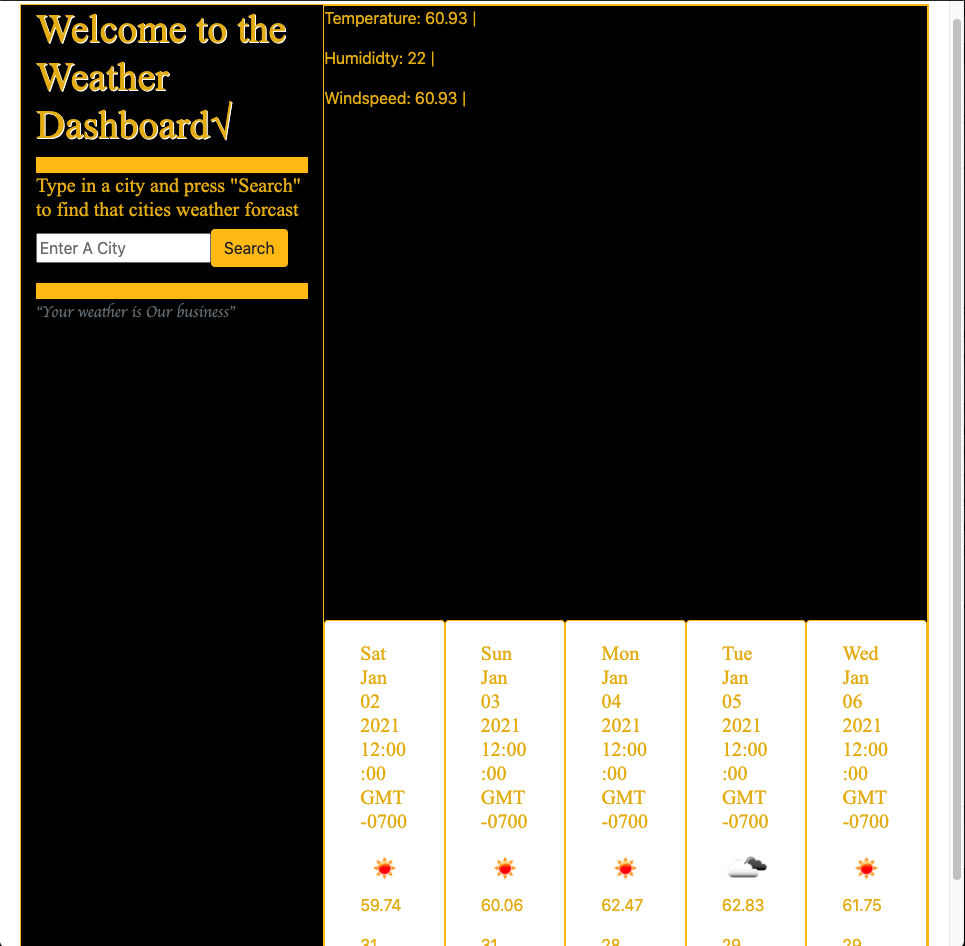 Welcome to the
Weather
Dashboard√
Type in a city and press "Search"
to find that cities weather forcast
Enter A City
Search
“Your weather is Our business”
Temperature: 60.93 |
Humididty: 22 |
Windspeed: 60.93 |
Sat
Jan
02
2021
12:00
:00
GMT
-0700
59.74
31
Sun
Jan
03
2021
12:00
:00
GMT
-0700
60.06
31
Mon
Jan
04
2021
12:00
:00
GMT
-0700
62.47
28
Tue
Jan
05
2021
12:00
:00
GMT
-0700
62.83
29
Wed
Jan
06
2021
12:00
:00
GMT
-0700
61.75
29